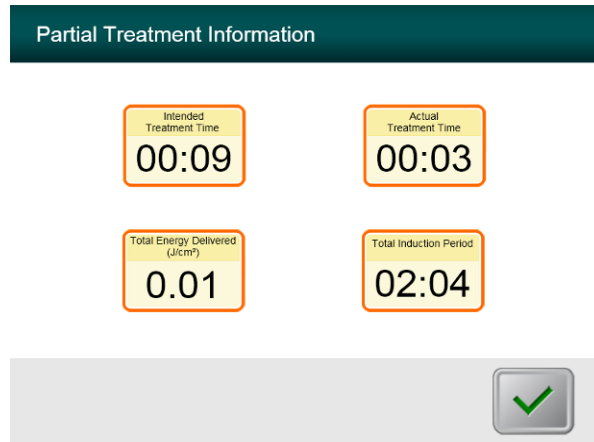 Partial Treatment Information
Intended
Treatment Time
00:09
Actual
Treatment Time
00:03
Total Energy Delivered
(J/cm²)
0.01
Total Induction Period
02:04